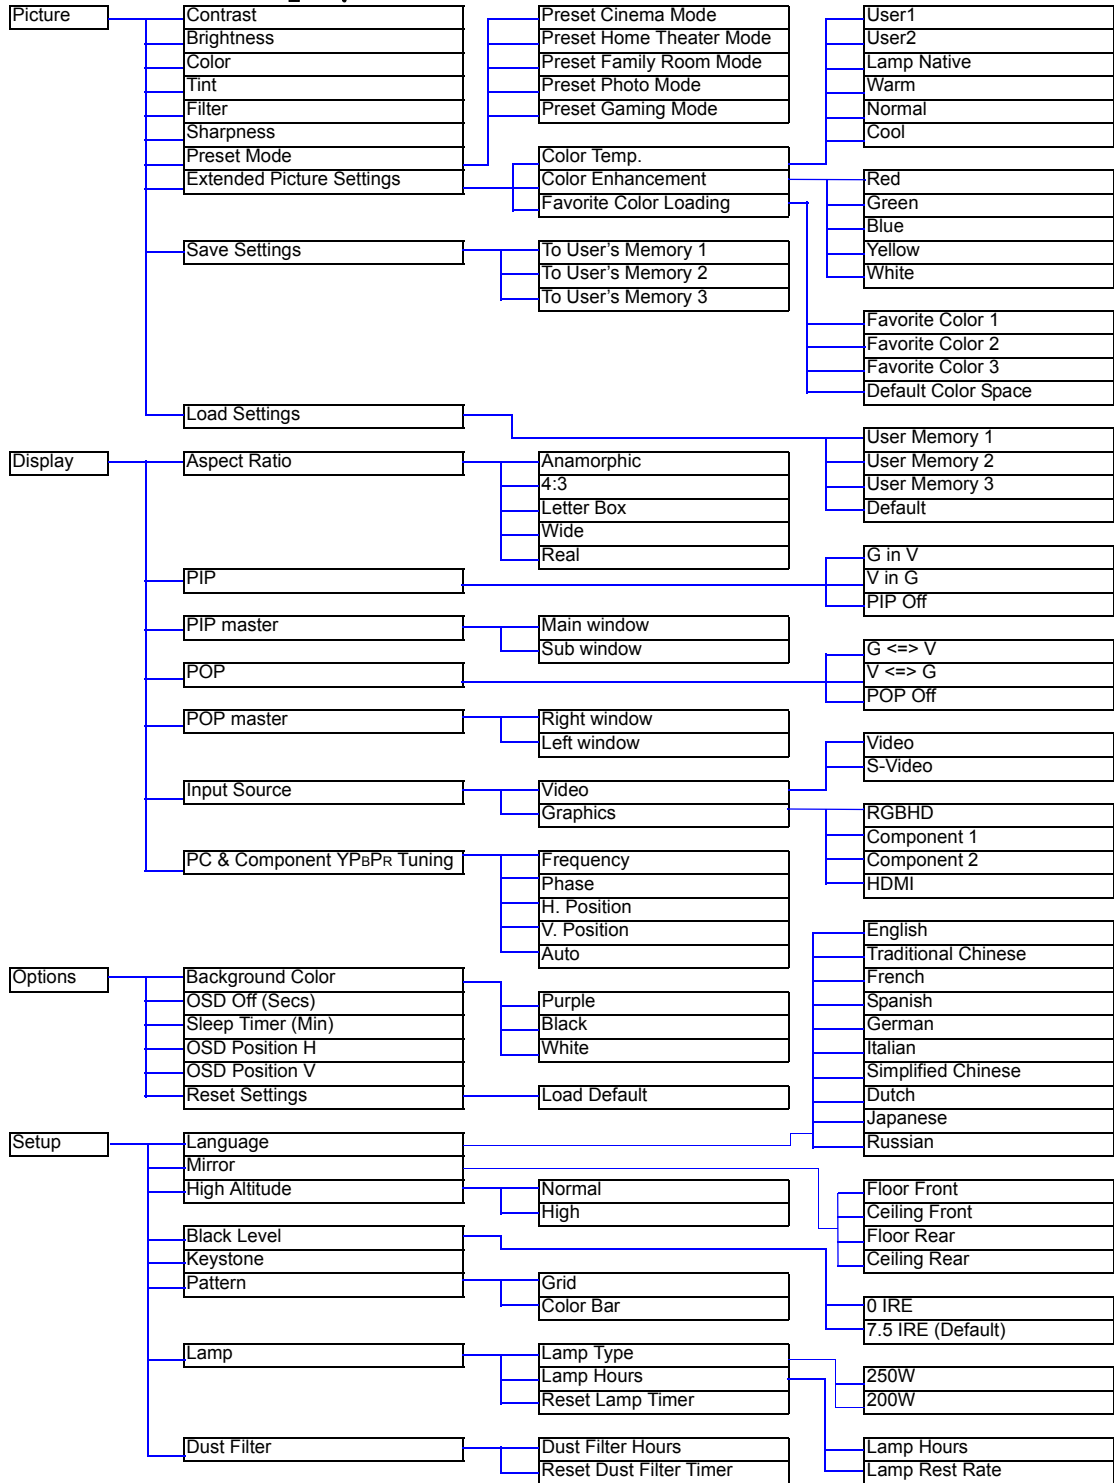 Picture
Contrast
Brightness
Color
Tint
Filter
Sharpness
Preset Mode
Extended Picture Settings
Save Settings
Load Settings
Preset Cinema Mode
Preset Home Theater Mode
Preset Family Room Mode
Preset Photo Mode
Preset Gaming Mode
Color Temp.
Color Enhancement
Favorite Color Loading
To User's Memory 1
To User's Memory 2
To User's Memory 3
User1
User2
Lamp Native
Warm
Normal
Cool
Red
Green
Blue
Yellow
White
Favorite Color 1
Favorite Color 2
Favorite Color 3
Default Color Space
User Memory 1
User Memory 2
User Memory 3
Default
Display
Aspect Ratio
PIP
PIP master
POP
POP master
Input Source
PC & Component YPBPR Tuning
Anamorphic
4:3
Letter Box
Wide
Real
Main window
Sub window
Right window
Left window
Video
Graphics
Frequency
Phase
H. Position
V. Position
Auto
G in V
V in G
PIP Off
G <=> V
V <=> G
POP Off
Video
S-Video
RGBHD
Component 1
Component 2
HDMI
Options
Background Color
OSD Off (Secs)
Sleep Timer (Min)
OSD Position H
OSD Position V
Reset Settings
Purple
Black
White
Load Default
Setup
Language
Mirror
High Altitude
Black Level
Keystone
Pattern
Lamp
Dust Filter
Normal
High
Grid
Color Bar
Lamp Type
Lamp Hours
Reset Lamp Timer
Dust Filter Hours
Reset Dust Filter Timer
English
Traditional Chinese
French
Spanish
German
Italian
Simplified Chinese
Dutch
Japanese
Russian
Floor Front
Ceiling Front
Floor Rear
Ceiling Rear
0 IRE
7.5 IRE (Default)
250W
200W
Lamp Hours
Lamp Rest Rate